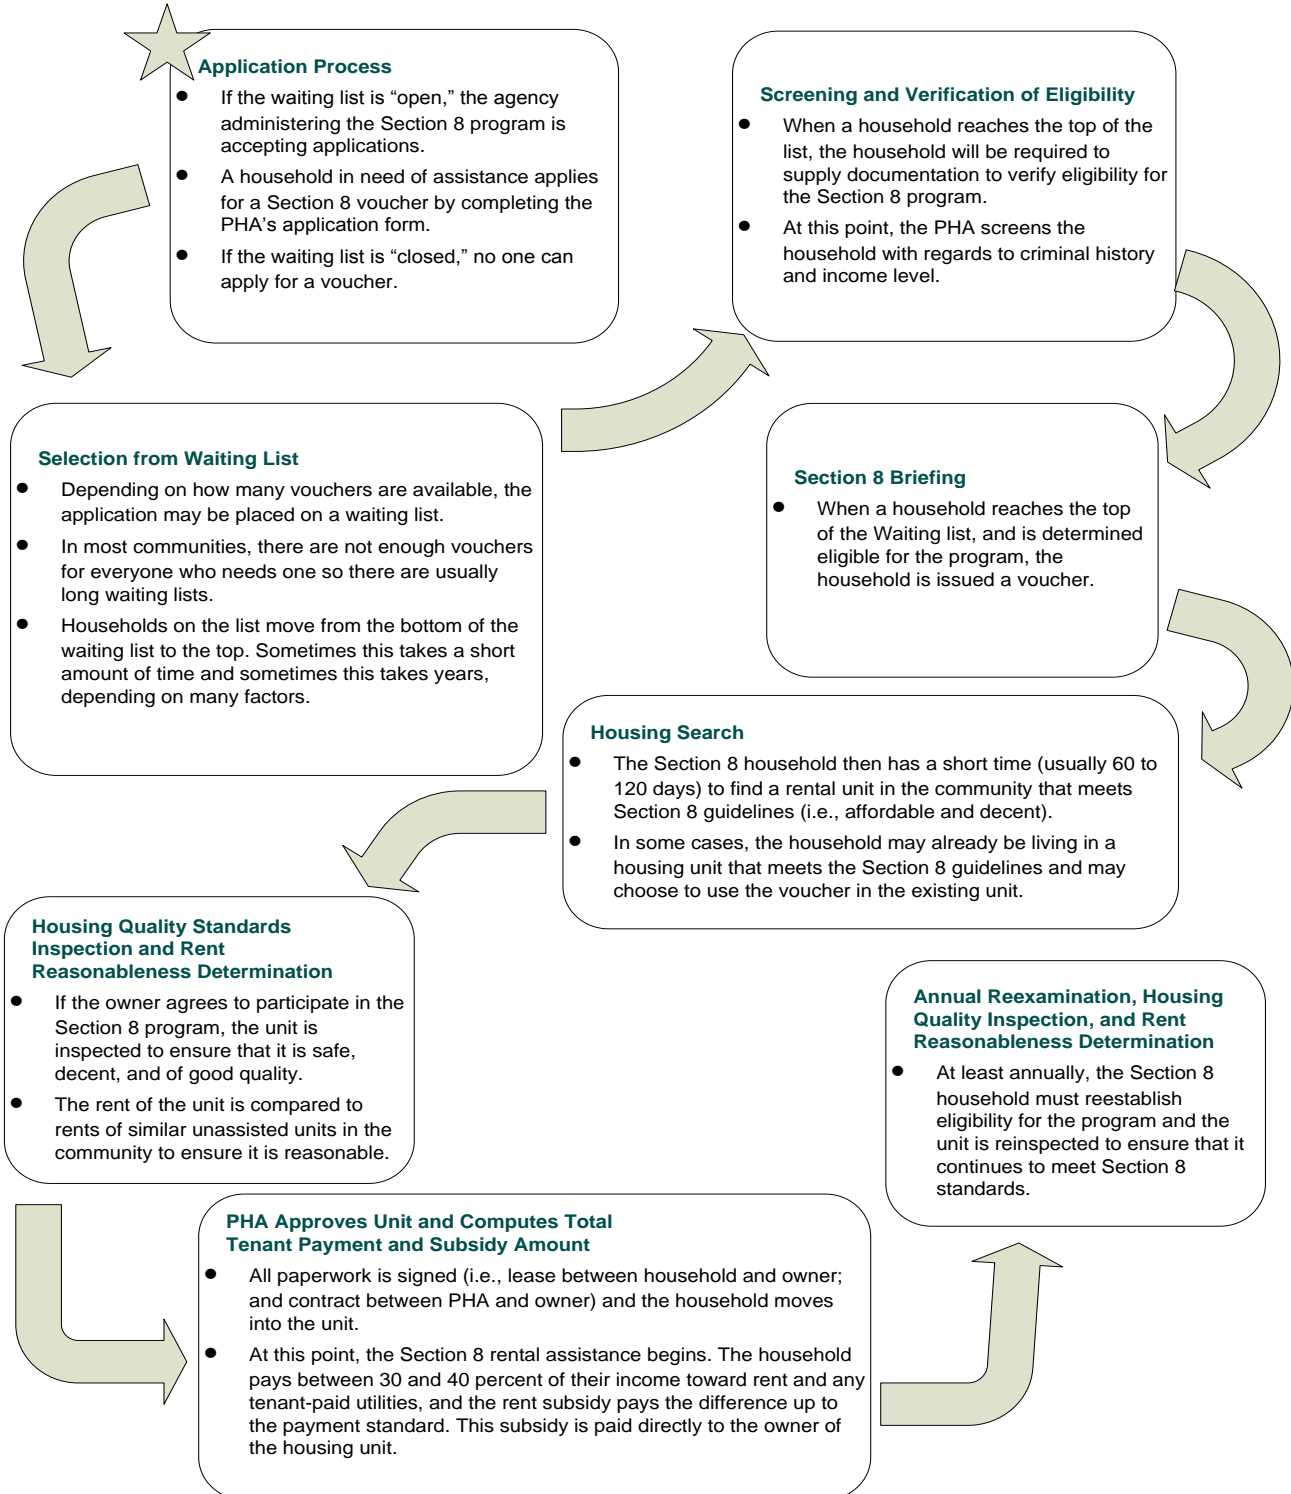 Application Process
● If the waiting list is “open,” the agency
administering the Section 8 program is
accepting applications.
● A household in need of assistance applies
for a Section 8 voucher by completing the
PHA’s application form.
● If the waiting list is “closed,” no one can
apply for a voucher.
Selection from Waiting List
● Depending on how many vouchers are available, the
application may be placed on a waiting list.
● In most communities, there are not enough vouchers
for everyone who needs one so there are usually
long waiting lists.
● Households on the list move from the bottom of the
waiting list to the top. Sometimes this takes a short
amount of time and sometimes this takes years,
depending on many factors.
Screening and Verification of Eligibility
● When a household reaches the top of the
list, the household will be required to
supply documentation to verify eligibility for
the Section 8 program.
● At this point, the PHA screens the
household with regards to criminal history
and income level.
Section 8 Briefing
● When a household reaches the top
of the Waiting list, and is determined
eligible for the program, the
household is issued a voucher.
Housing Search
● The Section 8 household then has a short time (usually 60 to
120 days) to find a rental unit in the community that meets
Section 8 guidelines (i.e., affordable and decent).
● In some cases, the household may already be living in a
housing unit that meets the Section 8 guidelines and may
choose to use the voucher in the existing unit.
Housing Quality Standards
Inspection and Rent
Reasonableness Determination
● If the owner agrees to participate in the
Section 8 program, the unit is
inspected to ensure that it is safe,
decent, and of good quality.
● The rent of the unit is compared to
rents of similar unassisted units in the
community to ensure it is reasonable.
PHA Approves Unit and Computes Total
Tenant Payment and Subsidy Amount
● All paperwork is signed (i.e., lease between household and owner;
and contract between PHA and owner) and the household moves
into the unit.
● At this point, the Section 8 rental assistance begins. The household
pays between 30 and 40 percent of their income toward rent and any
tenant-paid utilities, and the rent subsidy pays the difference up to
the payment standard. This subsidy is paid directly to the owner of
the housing unit.
Annual Reexamination, Housing
Quality Inspection, and Rent
Reasonableness Determination
● At least annually, the Section 8
household must reestablish
eligibility for the program and the
unit is reinspected to ensure that it
continues to meet Section 8
standards.